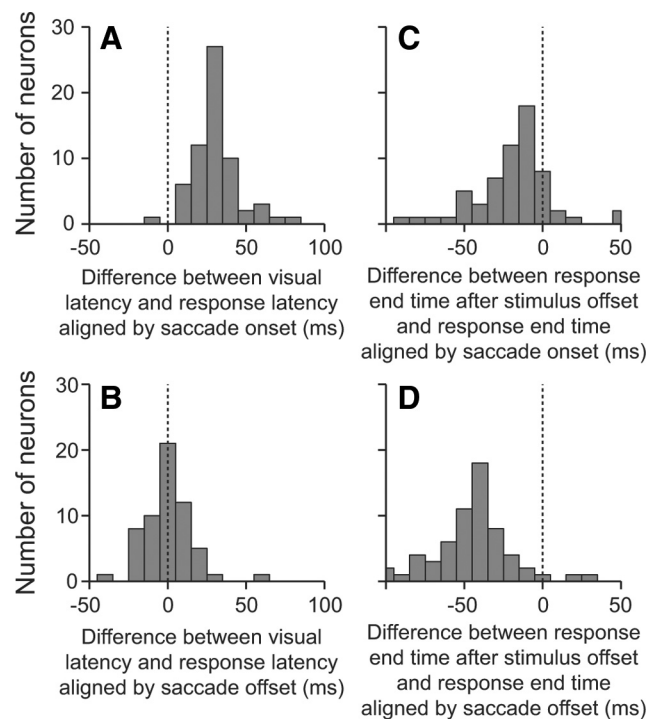 A
Number of neurons
30
20
10
0
-50 0 50 100
Difference between visual
latency and response latency
aligned by saccade onset (ms)
C
-50 0 50
Difference between response
end time after stimulus offset
and response end time
aligned by saccade onset (ms)
B
Number of neurons
30
20
10
0
-50 0 50 100
Difference between visual
latency and response latency
aligned by saccade offset (ms)
D
-50 0 50
Difference between response
end time after stimulus offset
and response end time
aligned by saccade offset (ms)